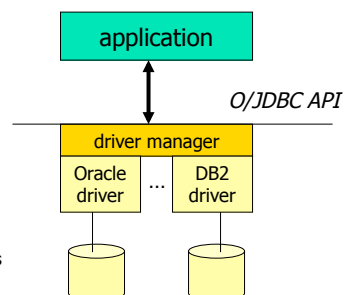 application
O/JDBC API
driver manager
Oracle
driver
...
DB2
driver
s